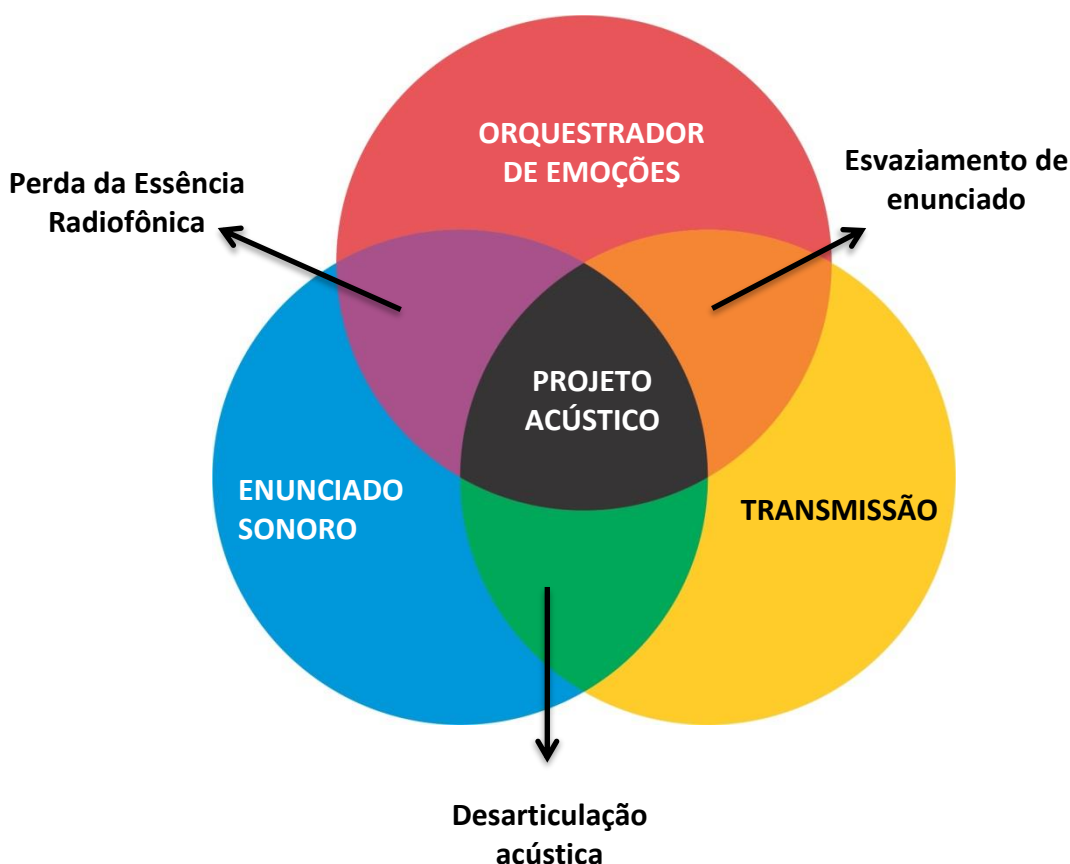 ORQUESTRADOR
DE EMOÇÕES
Perda da Essência
Radiofônica
Esvaziamento de
enunciado
PROJETO
ACÚSTICO
ENUNCIADO
SONORO
TRANSMISSÃO
Desarticulação
acústica